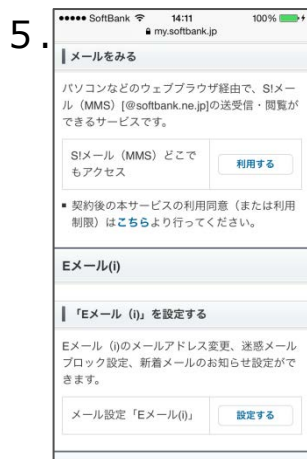 5.
●●●●● SoftBank 14:11 100%
my.softbank.jp
メールをみる
パソコンなどのウェブブラウザ経由で、S!メー
ル（MMS）[@softbank.ne.jp]の送受信・閲覧が
できるサービスです。
S!メール（MMS）どこで
もアクセス
利用する
▪ 契約後の本サービスの利用同意（または利用
制限）はこちらより行ってください。
Eメール(i)
「Eメール（i)」を設定する
Eメール（i)のメールアドレス変更、迷惑メール
ブロック設定、新着メールのお知らせ設定がで
きます。
メール設定「Eメール(i)」
設定する